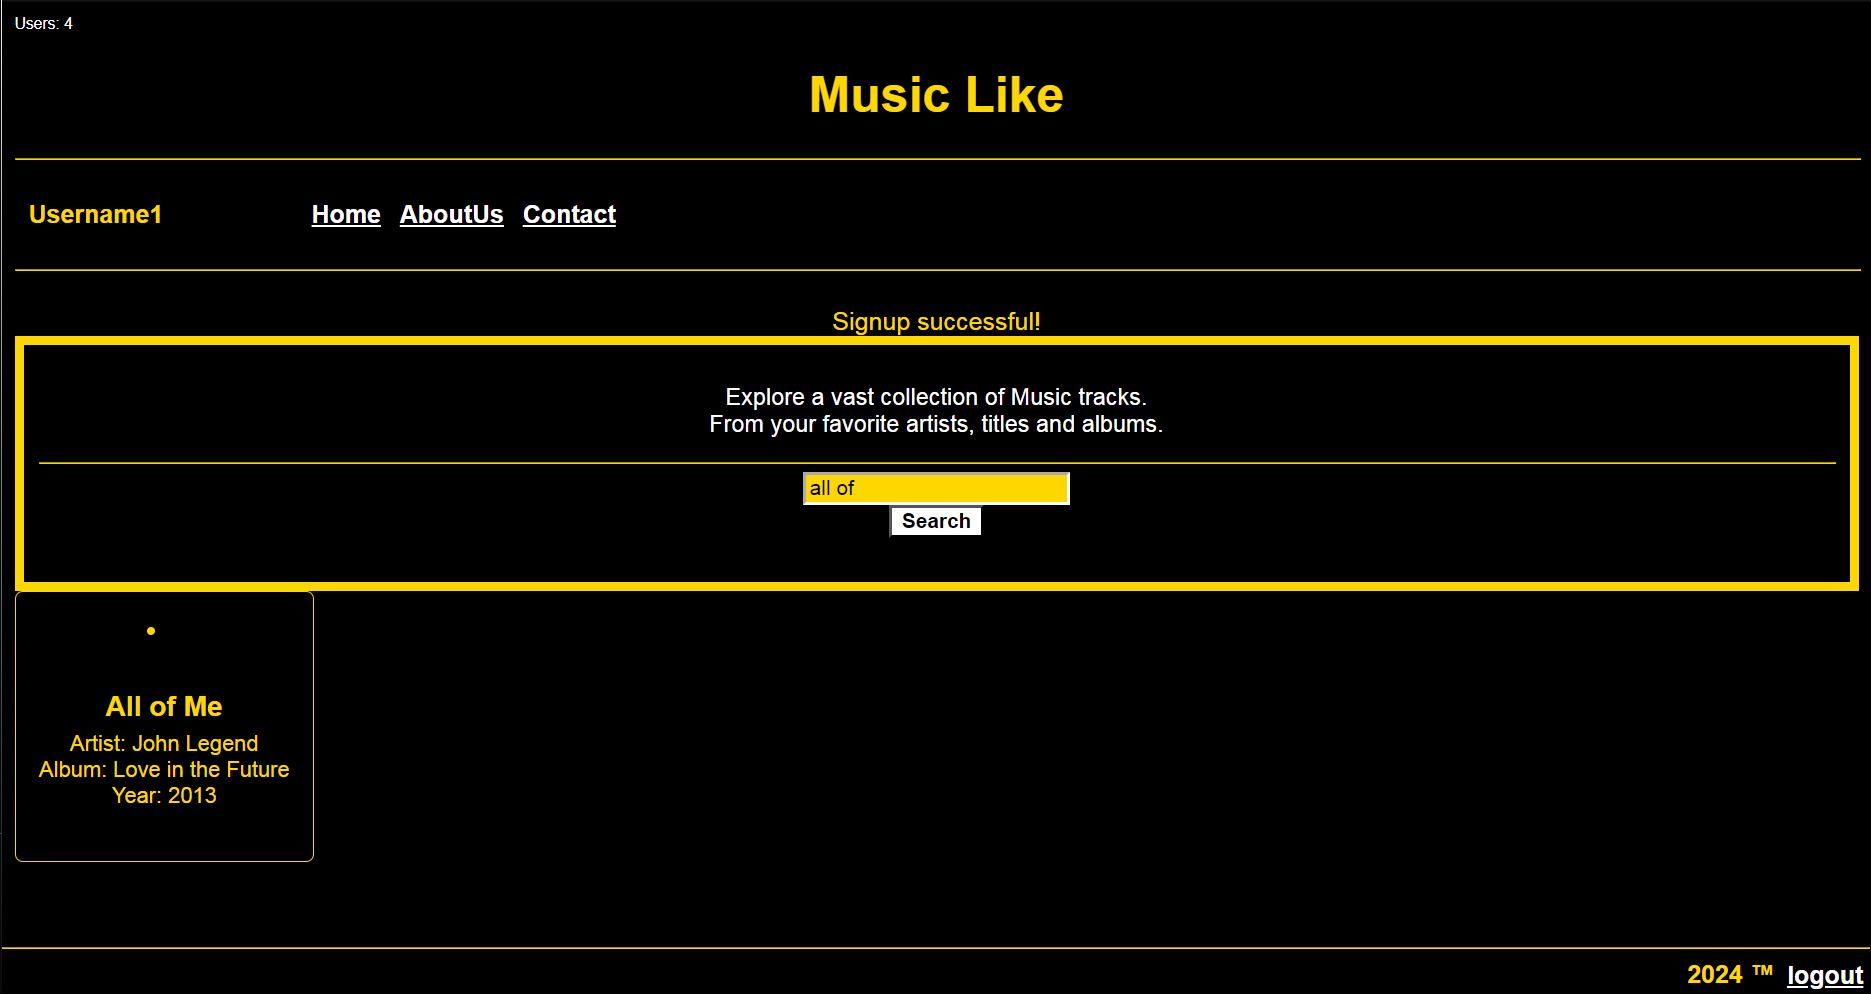 Users: 4
Music Like
Username1 Home AboutUs Contact
Signup successful!
Explore a vast collection of Music tracks.
From your favorite artists, titles and albums.
all of
Search
All of Me
Artist: John Legend
Album: Love in the Future
Year: 2013
2024 ™ logout